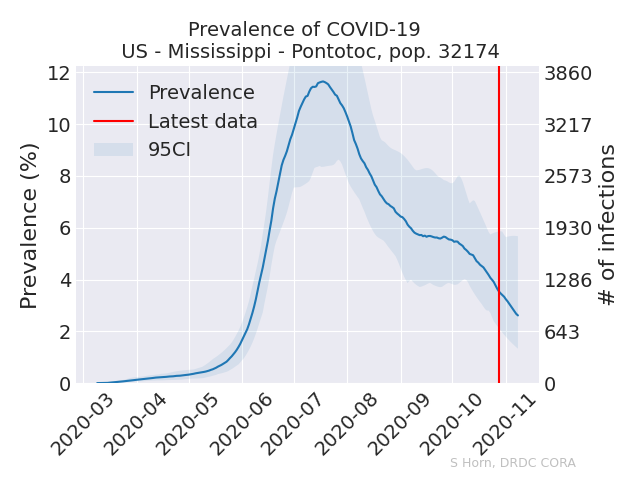 Prevalence of COVID-19
US - Mississippi - Pontotoc, pop. 32174
Prevalence
Latest data
95CI
Prevalence (%)
12
10
8
6
4
2
0
3860
3217
2573
1930
1286
643
0
# of infections
2020-03
2020-04
2020-05
2020-06
2020-07
2020-08
2020-09
2020-10
2020-11
S Horn, DRDC CORA